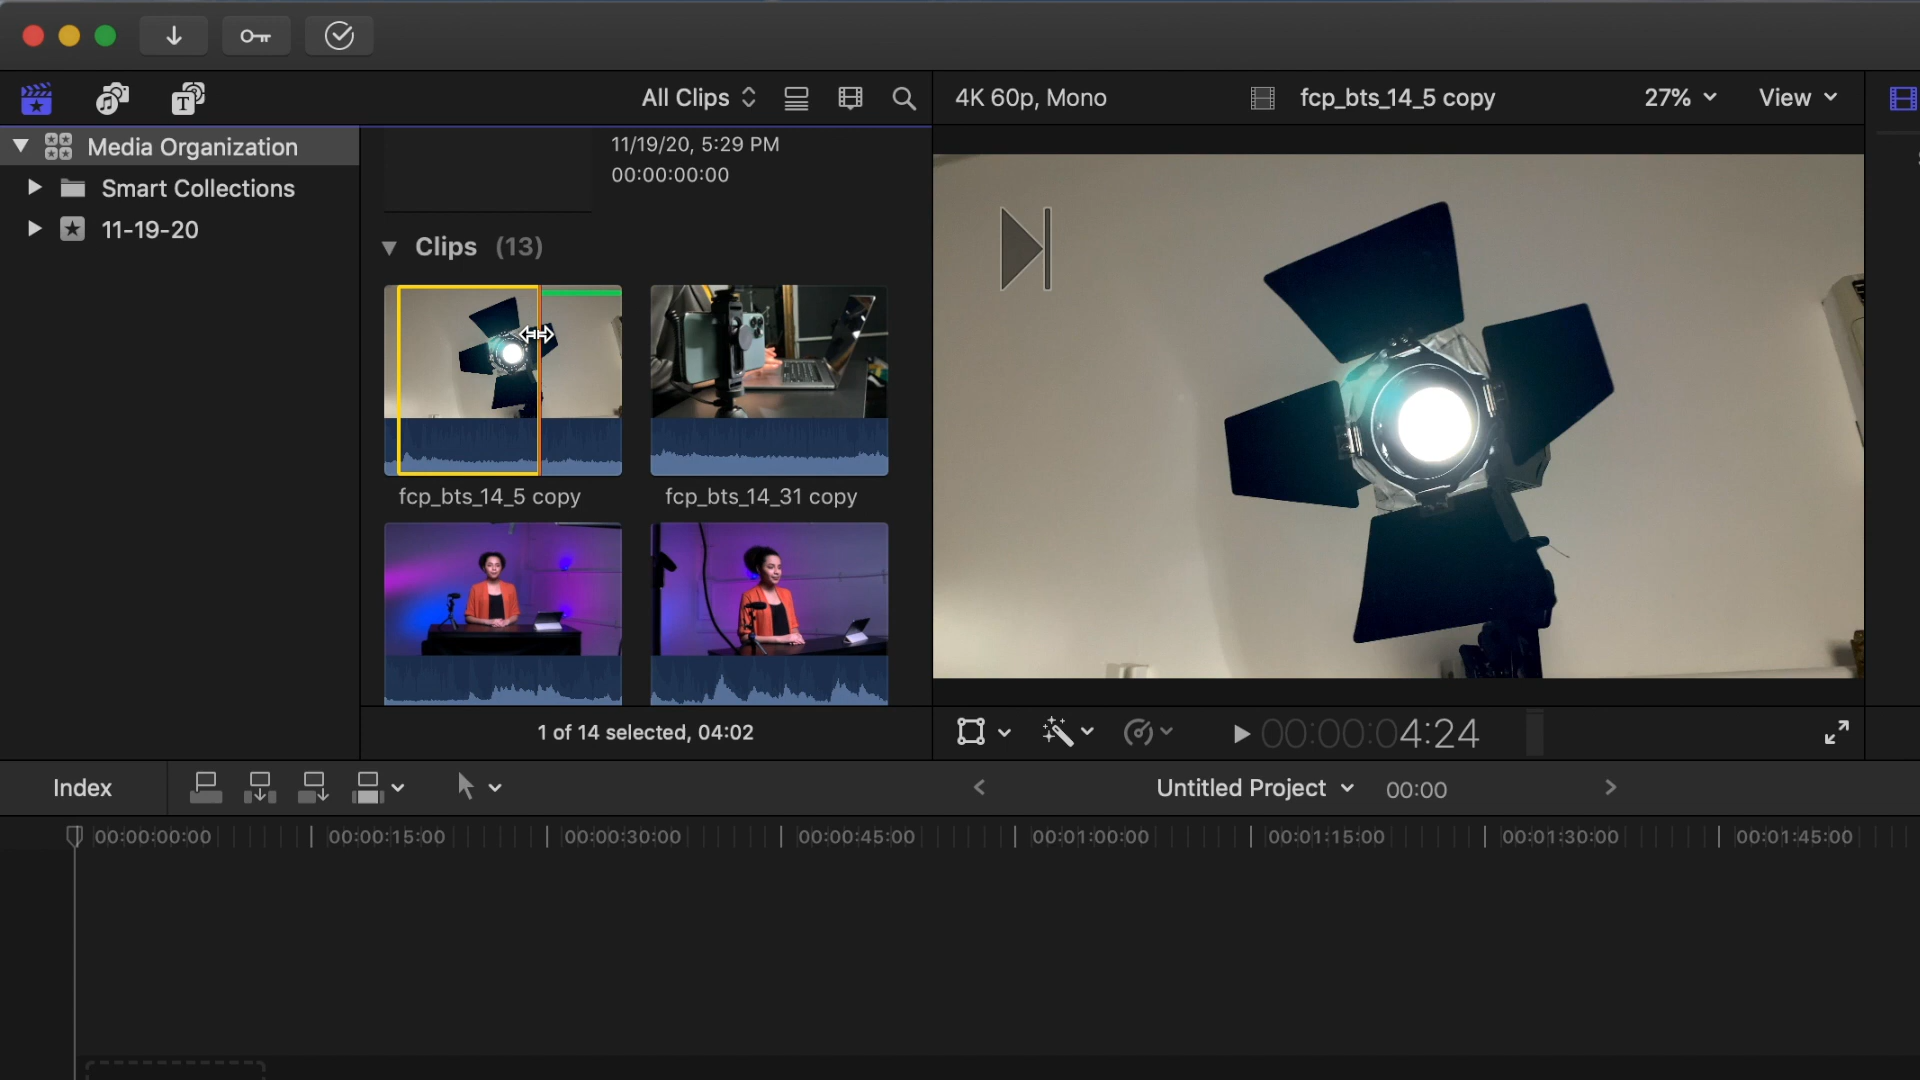 All Clips
4K 60p, Mono
fcp_bts_14_5 copy
27%
View
Media Organization
Smart Collections
11-19-20
11/19/20, 5:29 PM
00:00:00:00
Clips (13)
fcp_bts_14_5 copy
fcp_bts_14_31 copy
1 of 14 selected, 04:02
00:00:04:24
Index
Untitled Project
00:00
00:00:00:00
00:00:15:00
00:00:30:00
00:00:45:00
00:01:00:00
00:01:15:00
00:01:30:00
00:01:45:00